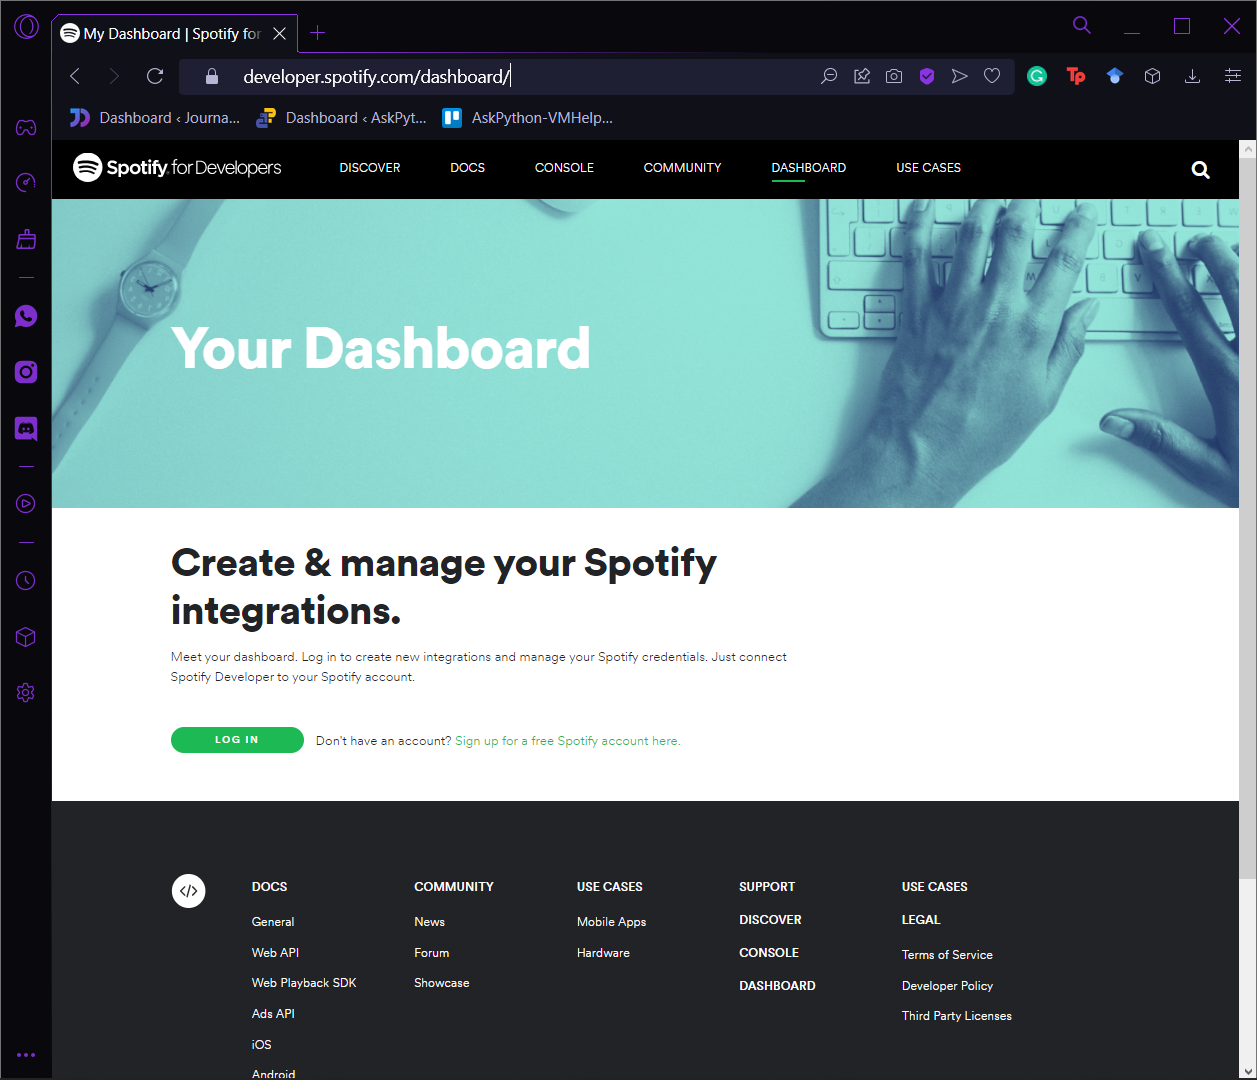 My Dashboard | Spotify for
developer.spotify.com/dashboard/
Dashboard ‹ Journa... Dashboard ‹ AskPyt... AskPython-VMHelp...
Spotify for Developers DISCOVER DOCS CONSOLE COMMUNITY DASHBOARD USE CASES
Your Dashboard
Create & manage your Spotify
integrations.
Meet your dashboard. Log in to create new integrations and manage your Spotify credentials. Just connect
Spotify Developer to your Spotify account.
LOG IN Don't have an account? Sign up for a free Spotify account here.
</> DOCS COMMUNITY USE CASES SUPPORT USE CASES
General News Mobile Apps DISCOVER LEGAL
Web API Forum Hardware CONSOLE Terms of Service
Web Playback SDK Showcase DASHBOARD Developer Policy
Ads API Third Party Licenses
iOS
Android